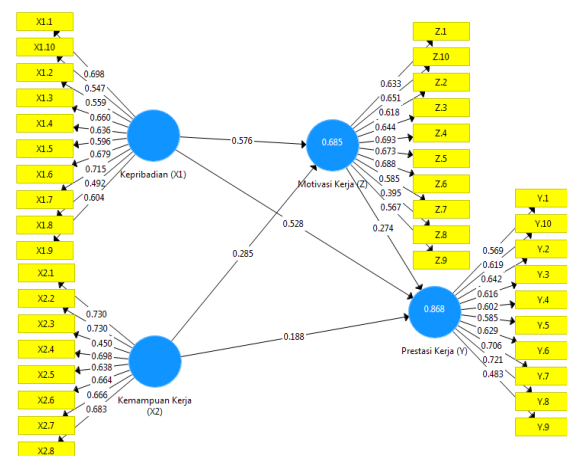 X1.1
X1.10
X1.2
X1.3
X1.4
X1.5
X1.6
X1.7
X1.8
X1.9
0.698
0.547
0.559
0.660
0.636
0.596
0.679
0.715
0.492
0.604
Kepribadian (X1)
X2.1
X2.2
X2.3
X2.4
X2.5
X2.6
X2.7
X2.8
0.730
0.730
0.450
0.698
0.638
0.664
0.666
0.683
Kemampuan Kerja
(X2)
0.576
0.528
0.285
0.188
0.274
0.685
Motivasi Kerja (Z)
0.633
0.651
0.618
0.644
0.693
0.673
0.688
0.585
0.395
0.567
Z.1
Z.10
Z.2
Z.3
Z.4
Z.5
Z.6
Z.7
Z.8
Z.9
0.868
Prestasi Kerja (Y)
0.569
0.619
0.642
0.616
0.602
0.585
0.629
0.706
0.721
0.483
Y.1
Y.10
Y.2
Y.3
Y.4
Y.5
Y.6
Y.7
Y.8
Y.9